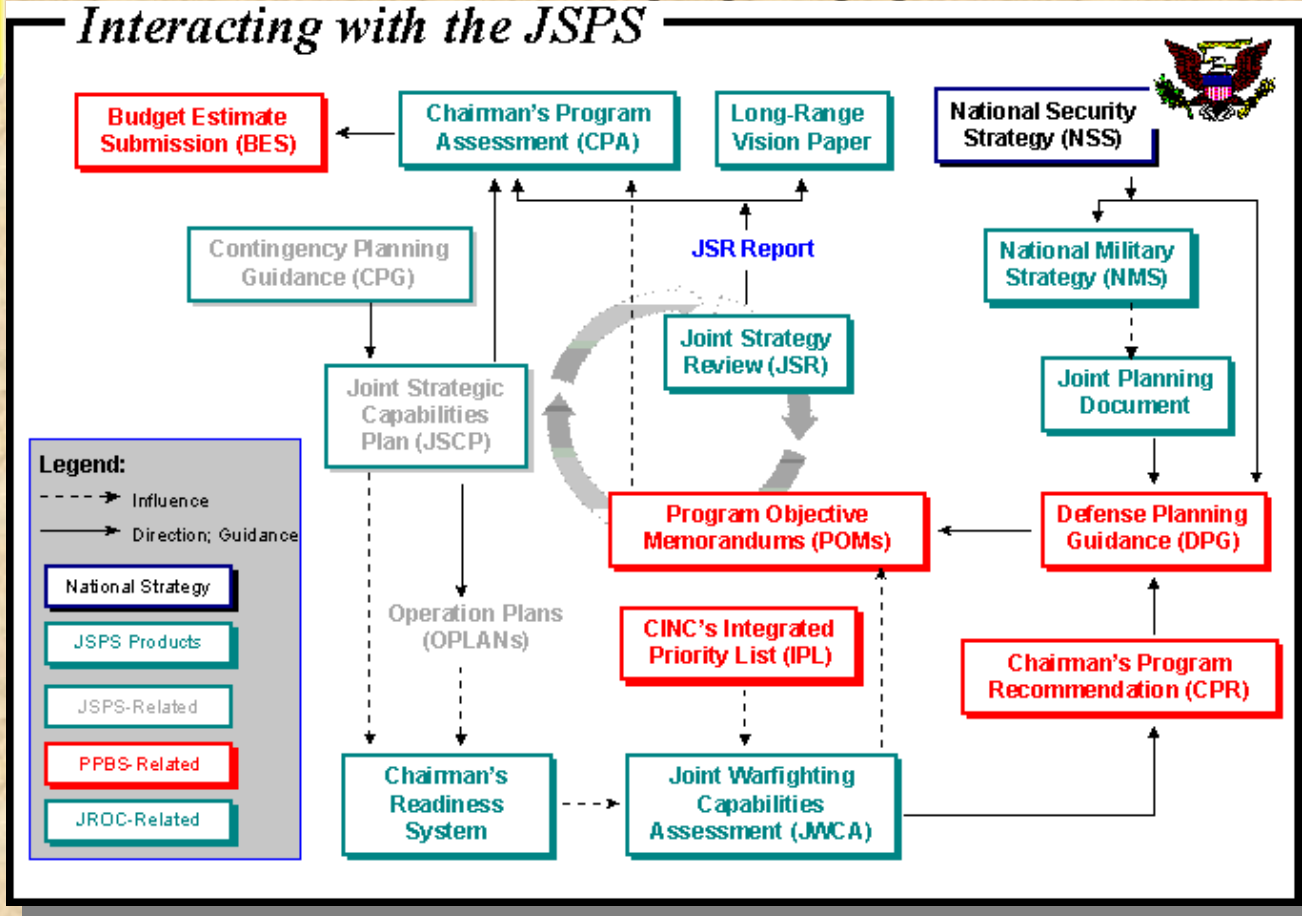 Interacting with the JSPS
Budget Estimate
Submission (BES)
Chairman's Program
Assessment (CPA)
Long-Range
Vision Paper
National Security
Strategy (NSS)
Contingency Planning
Guidance (CPG)
JSR Report
National Military
Strategy (NMS)
Joint Strategy
Review (JSR)
Joint Strategic
Capabilities
Plan (JSCP)
Joint Planning
Document
Legend:
Influence
Direction; Guidance
National Strategy
JSPS Products
JSPS-Related
PPBS-Related
JROC-Related
Program Objective
Memorandums (POMs)
Defense Planning
Guidance (DPG)
Operation Plans
(OPLANs)
CINC's Integrated
Priority List (IPL)
Chairman's Program
Recommendation (CPR)
Chairman's
Readiness
System
Joint Warfighting
Capabilities
Assessment (JWCA)